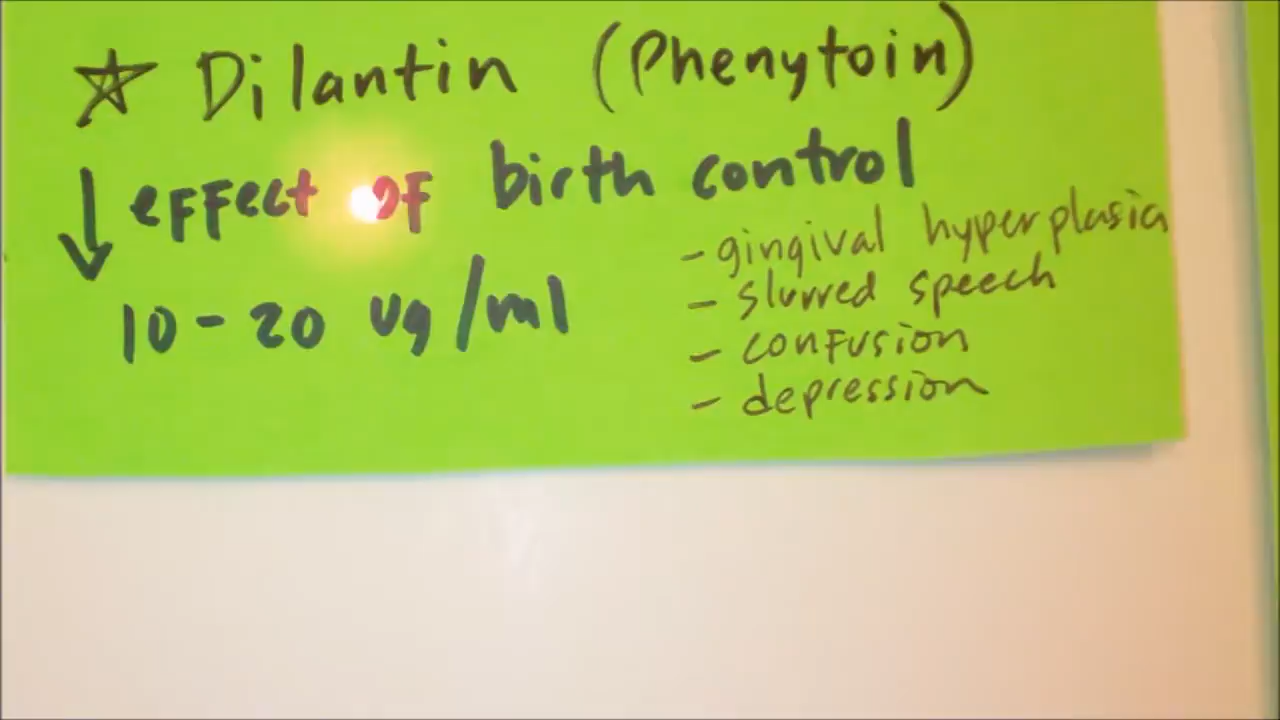 ☆ Dilantin (Phenytoin)
↓ effect of birth control
10-20 ug/ml
- gingival hyperplasia
- slurred speech
- confusion
- depression